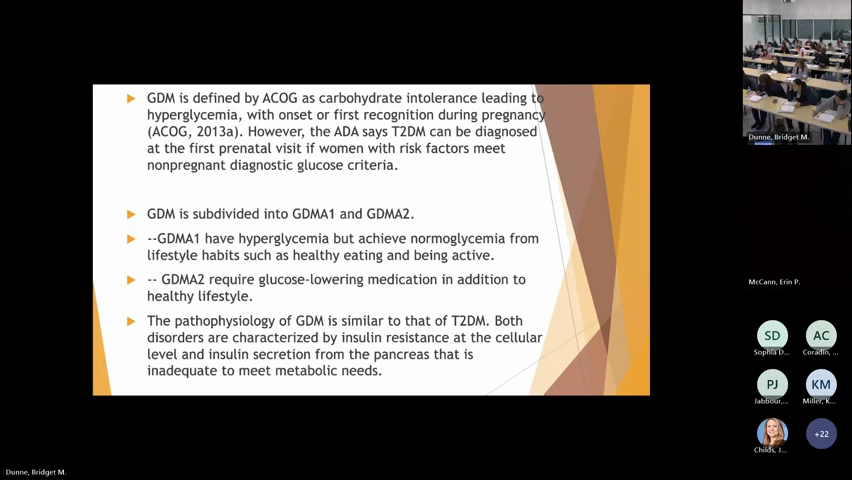 GDM is defined by ACOG as carbohydrate intolerance leading to
hyperglycemia, with onset or first recognition during pregnancy
(ACOG, 2013a). However, the ADA says T2DM can be diagnosed
at the first prenatal visit if women with risk factors meet
nonpregnant diagnostic glucose criteria.
GDM is subdivided into GDMA1 and GDMA2.
--GDMA1 have hyperglycemia but achieve normoglycemia from
lifestyle habits such as healthy eating and being active.
-- GDMA2 require glucose-lowering medication in addition to
healthy lifestyle.
The pathophysiology of GDM is similar to that of T2DM. Both
disorders are characterized by insulin resistance at the cellular
level and insulin secretion from the pancreas that is
inadequate to meet metabolic needs.
Dunne, Bridget M.
McCann, Erin P.
SD
AC
Sophia D...
Coradin, ...
PJ
KM
Jabbour,...
Miller, K...
+22
Childs, J...
Dunne, Bridget M.